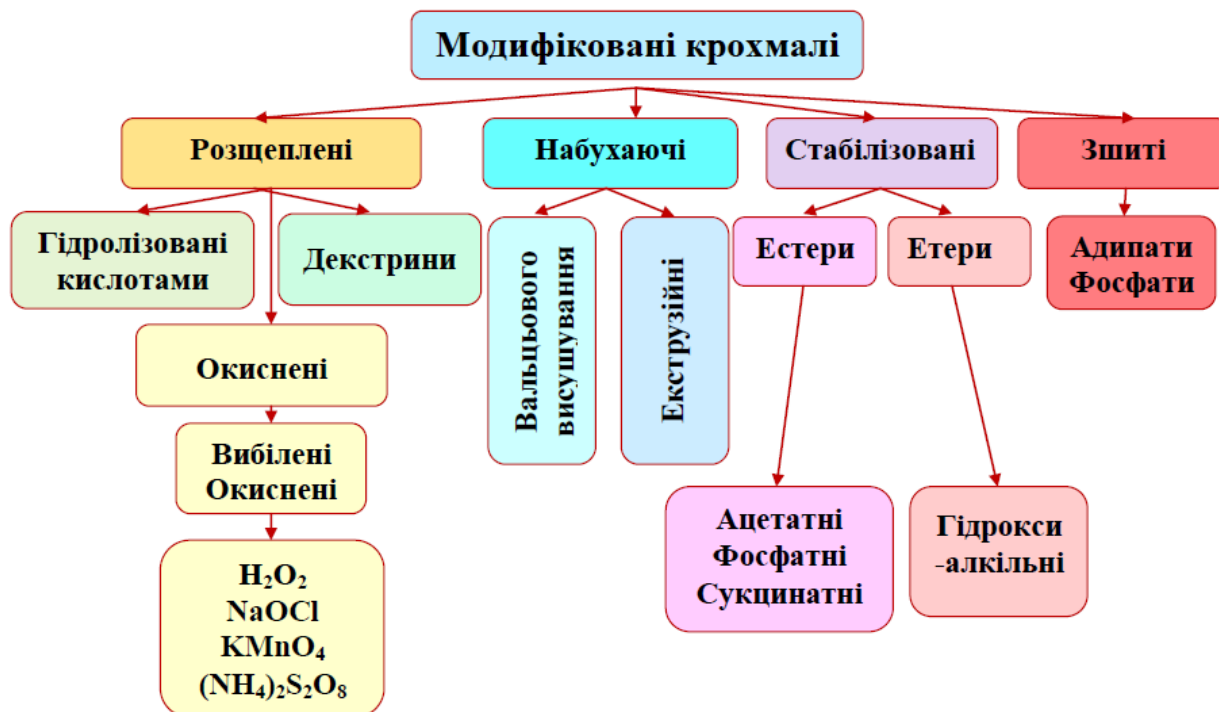 Модифіковані крохмалі
Розщеплені
Набухаючі
Стабілізовані
Зшиті
Гідролізовані
кислотами
Декстрини
Вальцьового
висушування
Екструзійні
Естери
Етери
Адипати
Фосфати
Окиснені
Вибілені
Окиснені
H₂O₂
NaOCl
KMnO₄
(NH₄)₂S₂O₈
Ацетатні
Фосфатні
Сукцинатні
Гідрокси
-алкільні